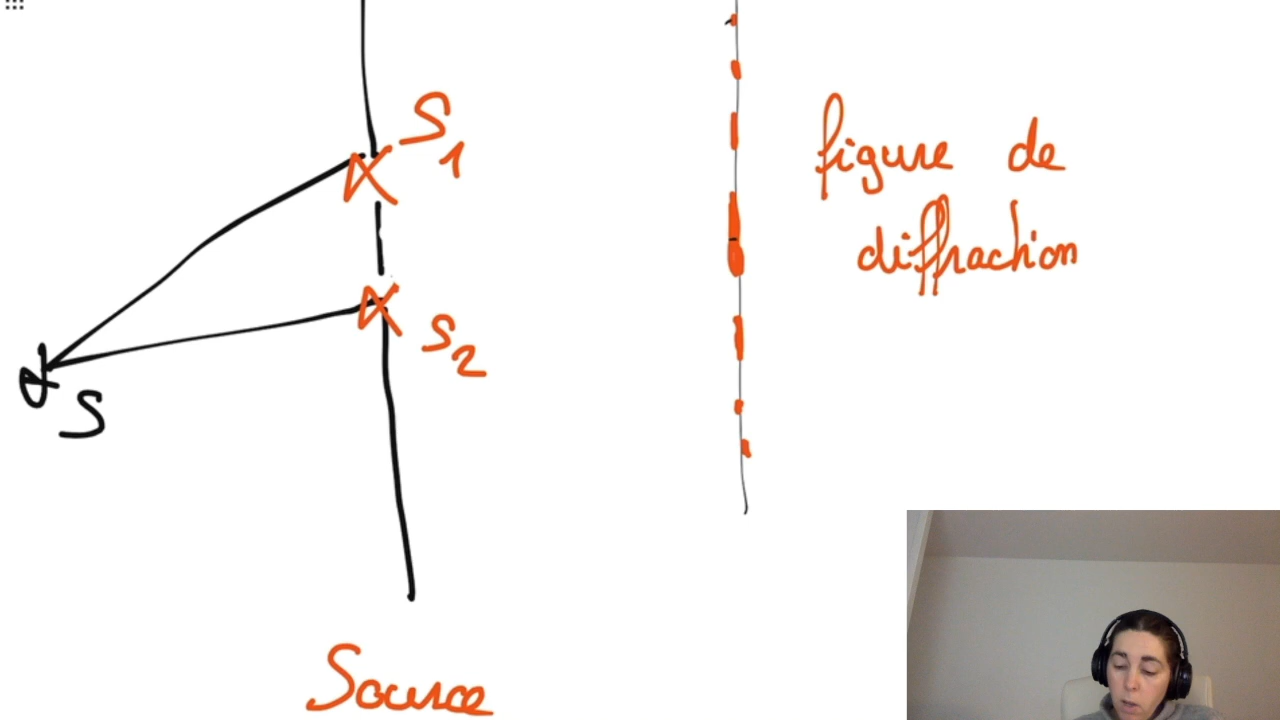 S1
figure de
diffraction
S2
S
Source